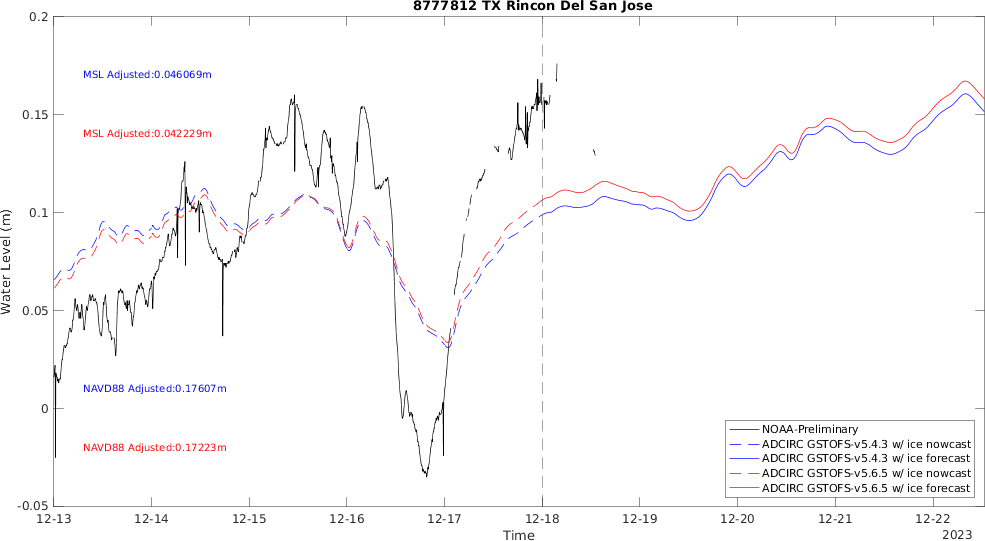 8777812 TX Rincon Del San Jose
0.2
0.15
0.1
0.05
0
-0.05
Water Level (m)
MSL Adjusted:0.046069m
MSL Adjusted:0.042229m
NAVD88 Adjusted:0.17607m
NAVD88 Adjusted:0.17223m
NOAA-Preliminary
ADCIRC GSTOFS-v5.4.3 w/ ice nowcast
ADCIRC GSTOFS-v5.4.3 w/ ice forecast
ADCIRC GSTOFS-v5.6.5 w/ ice nowcast
ADCIRC GSTOFS-v5.6.5 w/ ice forecast
12-13 12-14 12-15 12-16 12-17 12-18 12-19 12-20 12-21 12-22
Time 2023